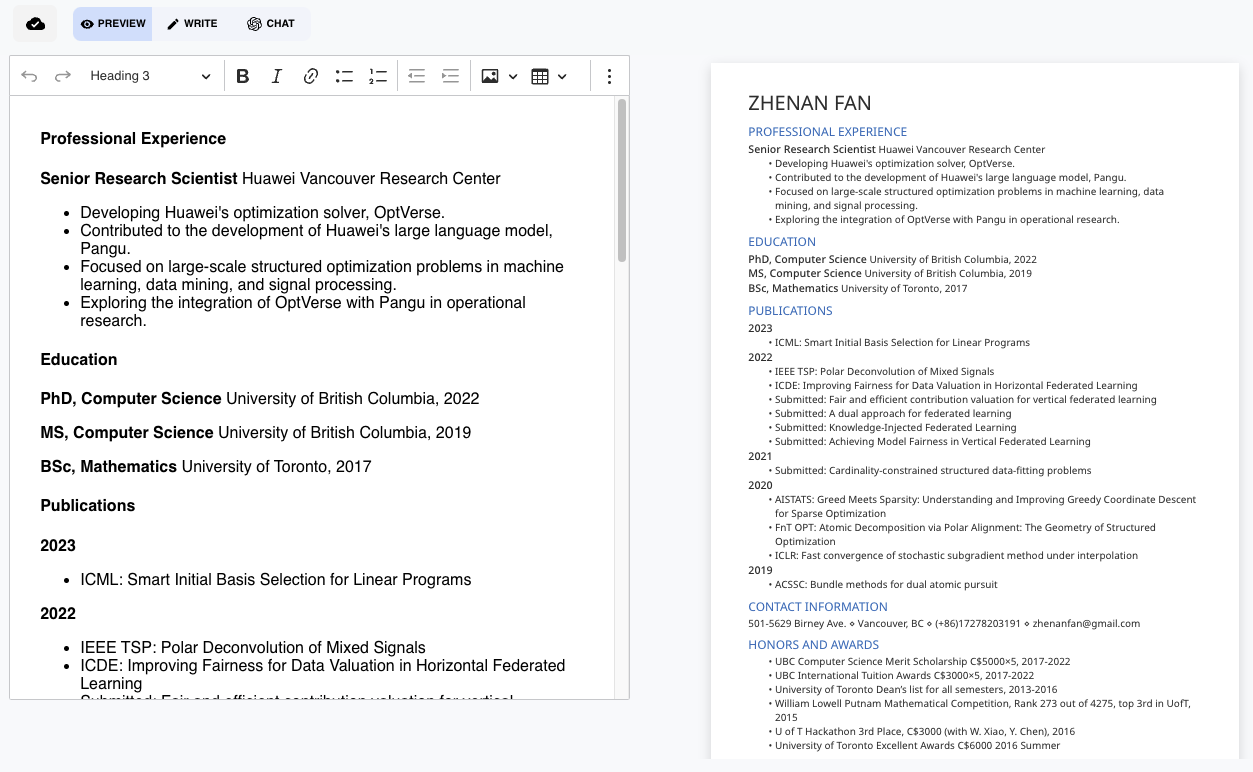 PREVIEW WRITE CHAT
Heading 3
Professional Experience
Senior Research Scientist Huawei Vancouver Research Center
• Developing Huawei's optimization solver, OptVerse.
• Contributed to the development of Huawei's large language model,
Pangu.
• Focused on large-scale structured optimization problems in machine
learning, data mining, and signal processing.
• Exploring the integration of OptVerse with Pangu in operational
research.
Education
PhD, Computer Science University of British Columbia, 2022
MS, Computer Science University of British Columbia, 2019
BSc, Mathematics University of Toronto, 2017
Publications
2023
• ICML: Smart Initial Basis Selection for Linear Programs
2022
• IEEE TSP: Polar Deconvolution of Mixed Signals
• ICDE: Improving Fairness for Data Valuation in Horizontal Federated
Learning
Submitted: Fair and efficient contribution valuation for vertical
ZHENAN FAN
PROFESSIONAL EXPERIENCE
Senior Research Scientist Huawei Vancouver Research Center
• Developing Huawei's optimization solver, OptVerse.
• Contributed to the development of Huawei's large language model, Pangu.
• Focused on large-scale structured optimization problems in machine learning, data
mining, and signal processing.
• Exploring the integration of OptVerse with Pangu in operational research.
EDUCATION
PhD, Computer Science University of British Columbia, 2022
MS, Computer Science University of British Columbia, 2019
BSc, Mathematics University of Toronto, 2017
PUBLICATIONS
2023
• ICML: Smart Initial Basis Selection for Linear Programs
2022
• IEEE TSP: Polar Deconvolution of Mixed Signals
• ICDE: Improving Fairness for Data Valuation in Horizontal Federated Learning
• Submitted: Fair and efficient contribution valuation for vertical federated learning
• Submitted: A dual approach for federated learning
• Submitted: Knowledge-Injected Federated Learning
• Submitted: Achieving Model Fairness in Vertical Federated Learning
2021
• Submitted: Cardinality-constrained structured data-fitting problems
2020
• AISTATS: Greed Meets Sparsity: Understanding and Improving Greedy Coordinate Descent
for Sparse Optimization
• FnT OPT: Atomic Decomposition via Polar Alignment: The Geometry of Structured
Optimization
• ICLR: Fast convergence of stochastic subgradient method under interpolation
2019
• ACSSC: Bundle methods for dual atomic pursuit
CONTACT INFORMATION
501-5629 Birney Ave. ⋄ Vancouver, BC ⋄ (+86)17278203191 ⋄ zhenanfan@gmail.com
HONORS AND AWARDS
• UBC Computer Science Merit Scholarship C$5000×5, 2017-2022
• UBC International Tuition Awards C$3000×5, 2017-2022
• University of Toronto Dean’s list for all semesters, 2013-2016
• William Lowell Putnam Mathematical Competition, Rank 273 out of 4275, top 3rd in UofT,
2015
• U of T Hackathon 3rd Place, C$3000 (with W. Xiao, Y. Chen), 2016
• University of Toronto Excellent Awards C$6000 2016 Summer